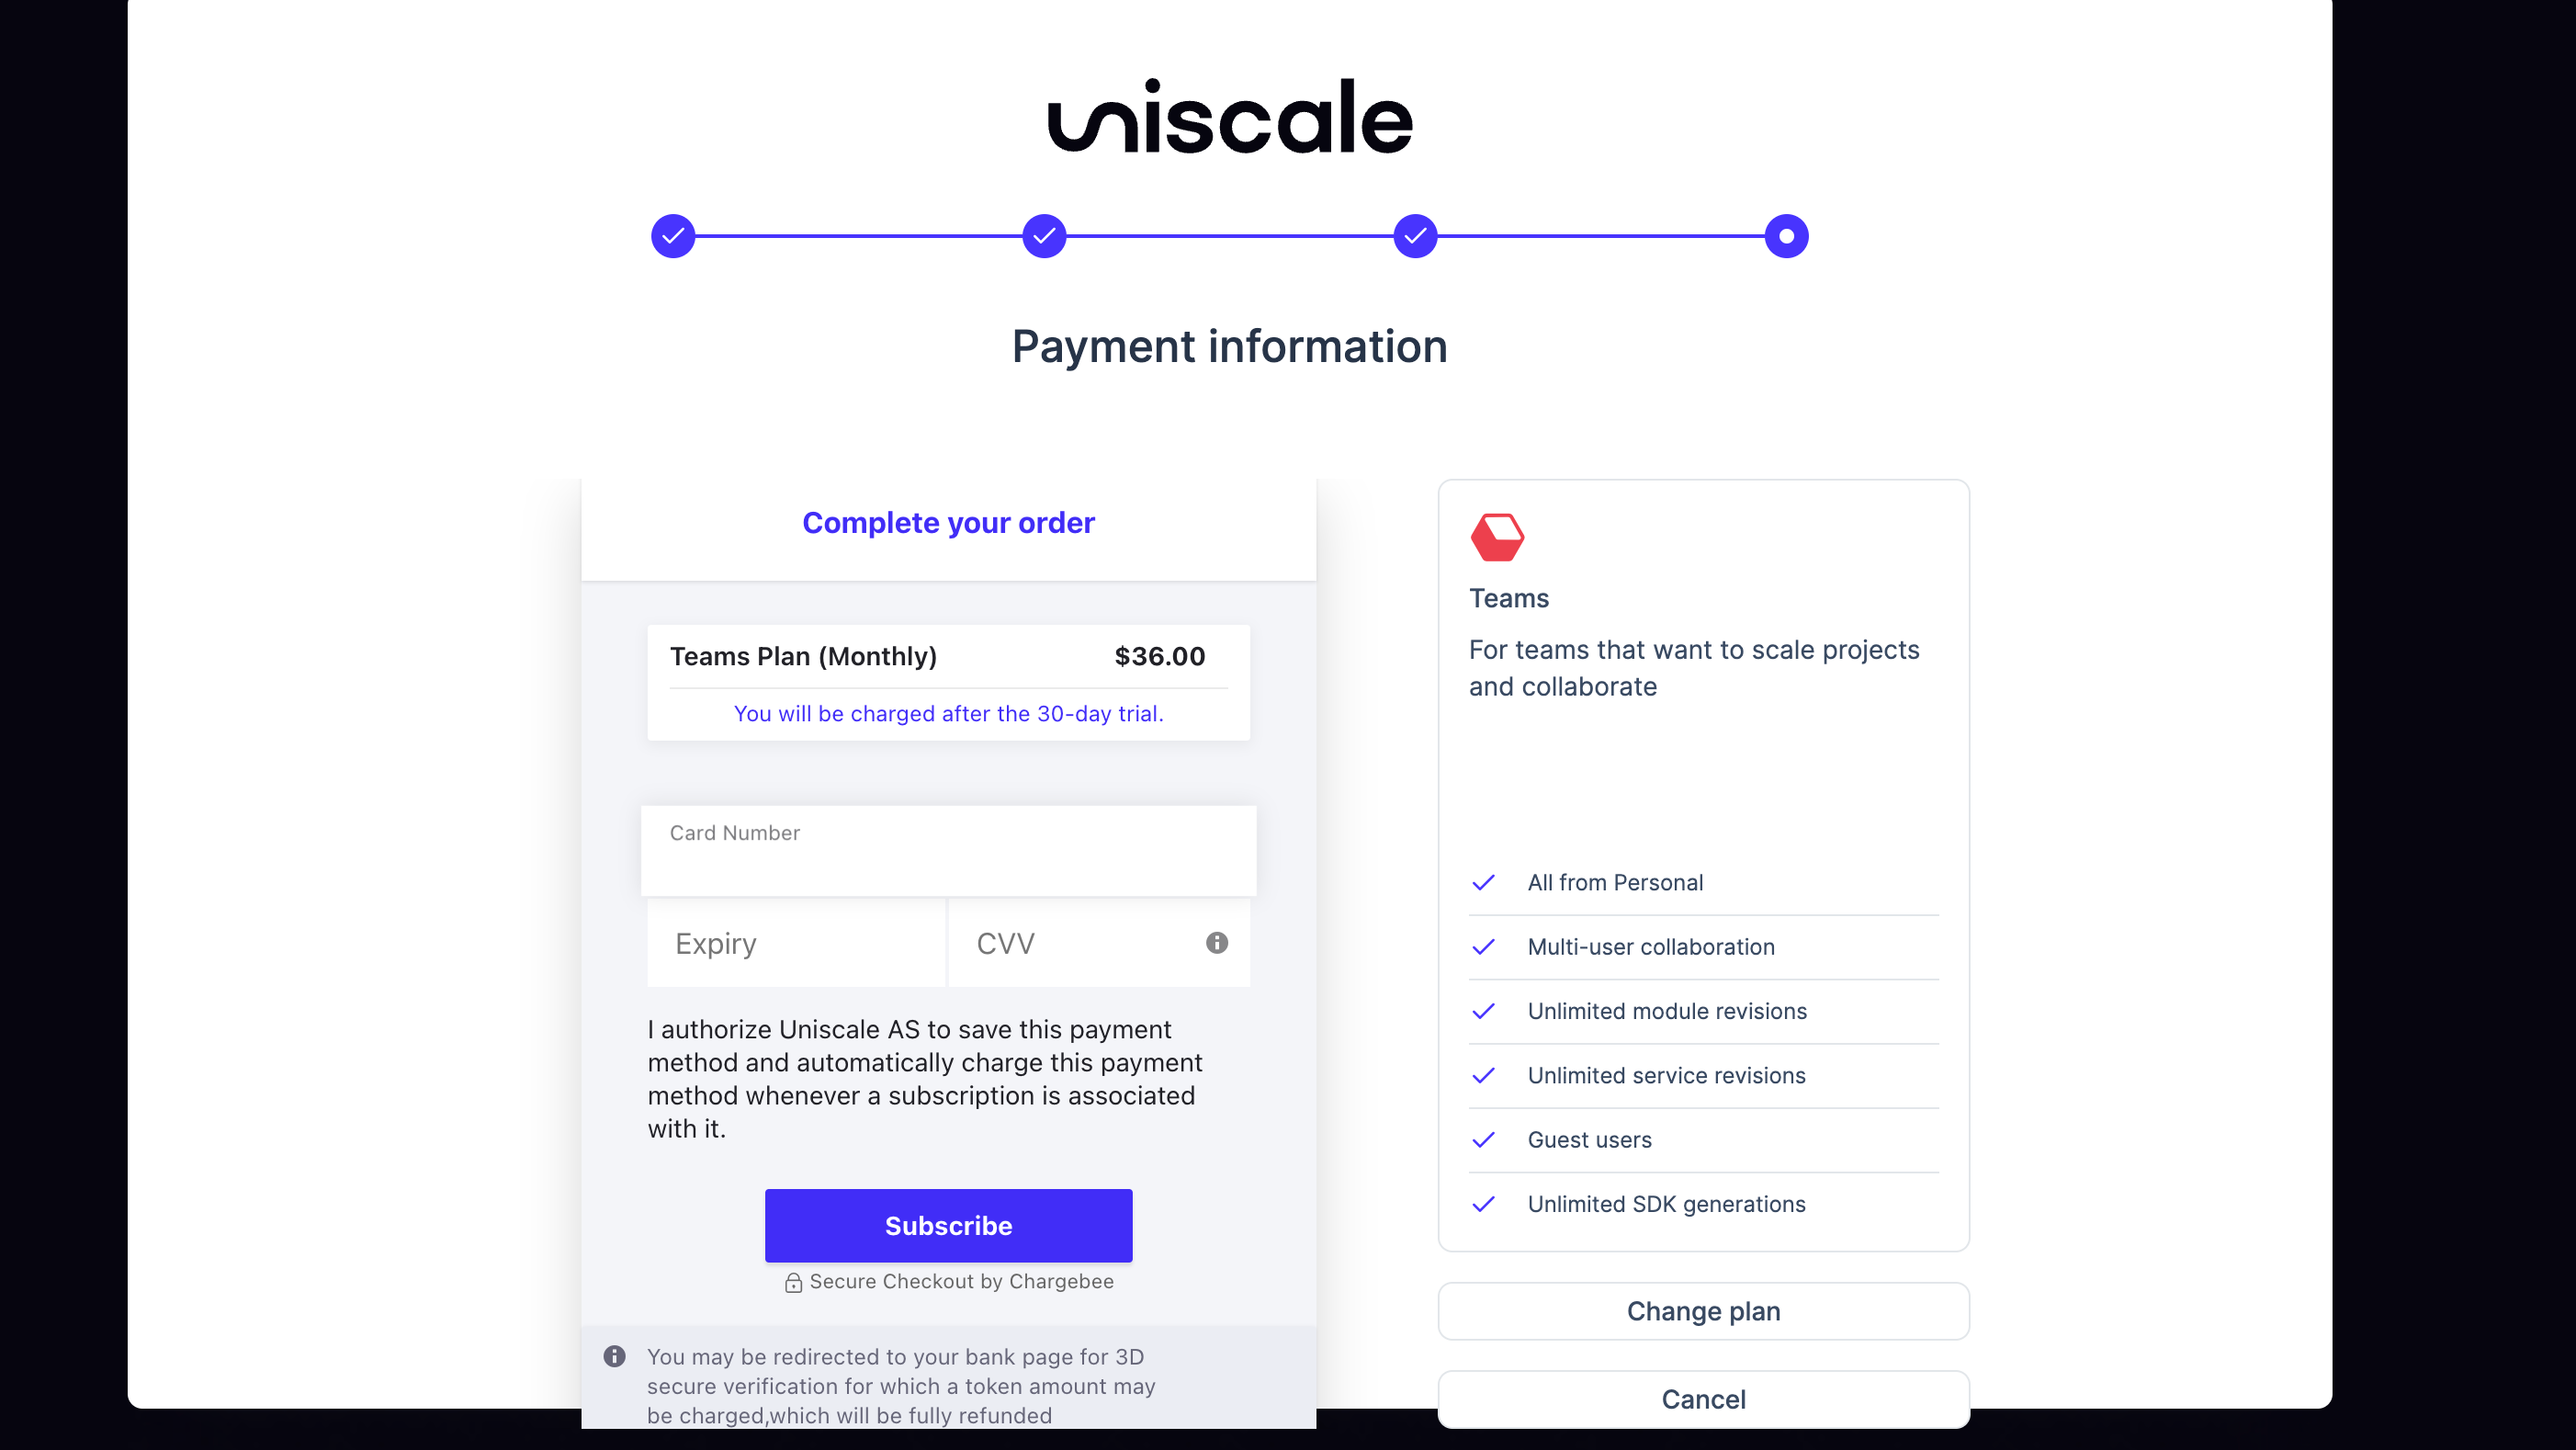 uniscale
Payment information
Complete your order
Teams Plan (Monthly) $36.00
You will be charged after the 30-day trial.
Card Number
Expiry CVV
I authorize Uniscale AS to save this payment
method and automatically charge this payment
method whenever a subscription is associated
with it.
Subscribe
Secure Checkout by Chargebee
You may be redirected to your bank page for 3D
secure verification for which a token amount may
be charged,which will be fully refunded
Teams
For teams that want to scale projects
and collaborate
All from Personal
Multi-user collaboration
Unlimited module revisions
Unlimited service revisions
Guest users
Unlimited SDK generations
Change plan
Cancel